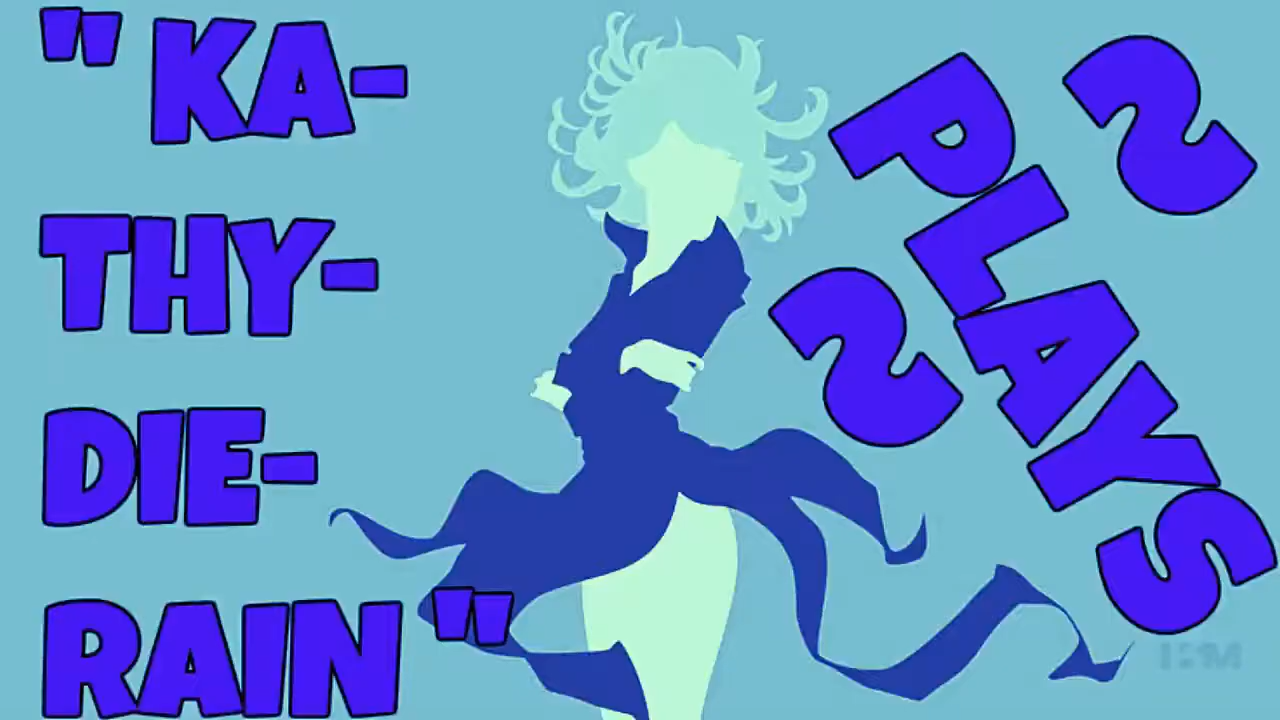 "KA-
THY-
DIE-
RAIN"
S
PLAYS
S